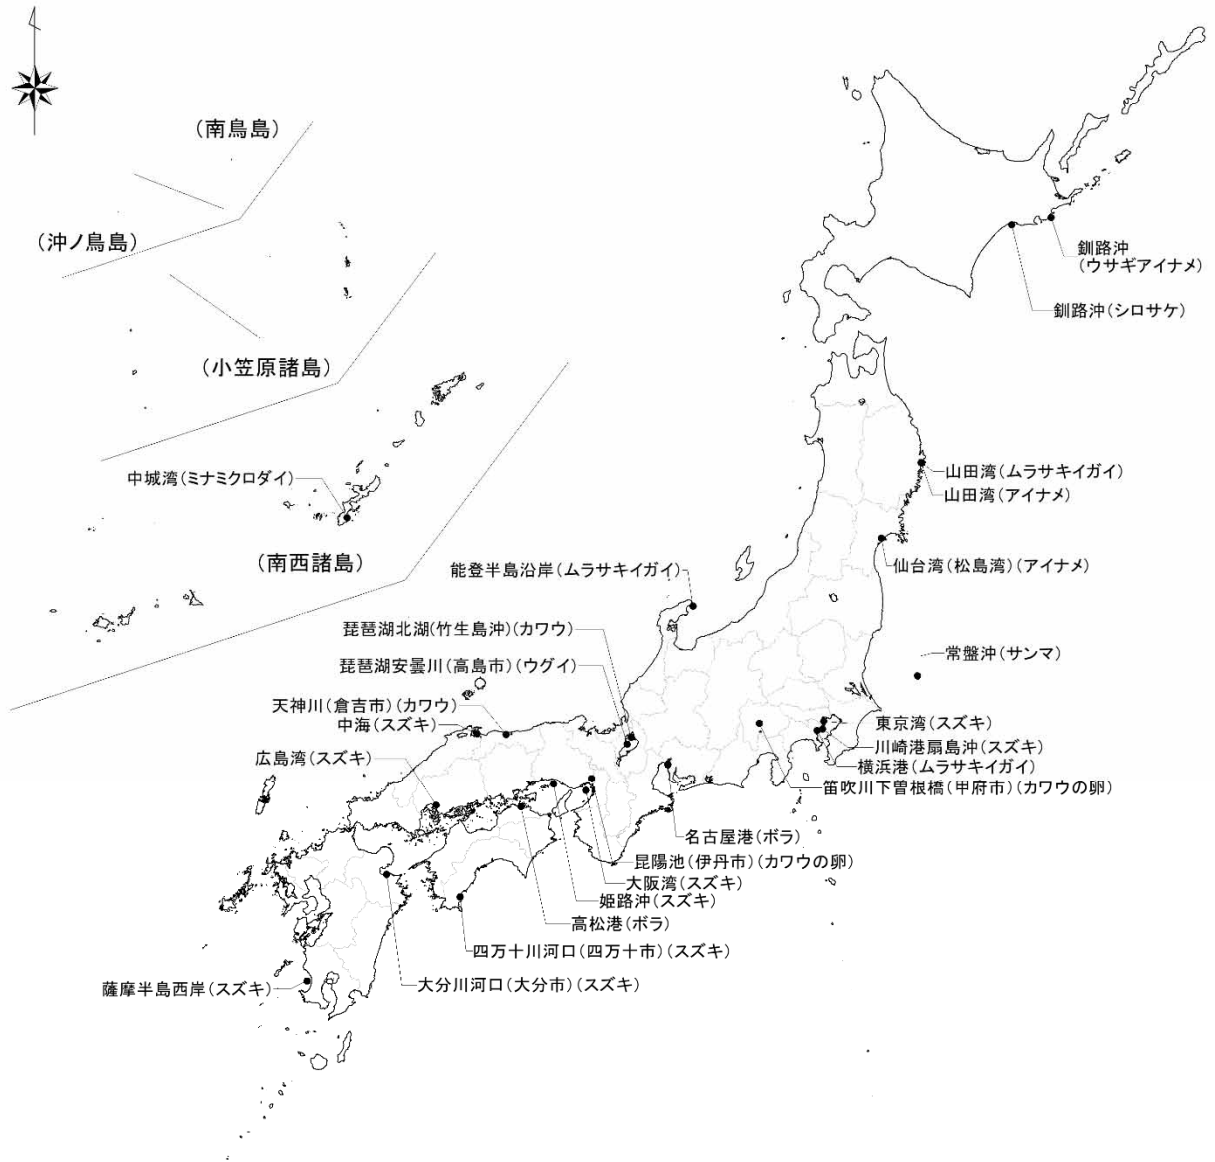 （南鳥島）
（沖ノ鳥島）
釧路沖
（ウサギアイナメ）
釧路沖（シロサケ）
（小笠原諸島）
中城湾（ミナミクロダイ）
山田湾（ムラサキイガイ）
山田湾（アイナメ）
（南西諸島）
仙台湾（松島湾）（アイナメ）
能登半島沿岸（ムラサキイガイ）
琵琶湖北湖（竹生島沖）（カワウ）
常盤沖（サンマ）
琵琶湖安曇川（高島市）（ウグイ）
天神川（倉吉市）（カワウ）
中海（スズキ）
東京湾（スズキ）
川崎港扇島沖（スズキ）
広島湾（スズキ）
横浜港（ムラサキイガイ）
笛吹川下曽根橋（甲府市）（カワウの卵）
名古屋港（ボラ）
昆陽池（伊丹市）（カワウの卵）
大阪湾（スズキ）
姫路沖（スズキ）
高松港（ボラ）
四万十川河口（四万十市）（スズキ）
薩摩半島西岸（スズキ）
大分川河口（大分市）（スズキ）